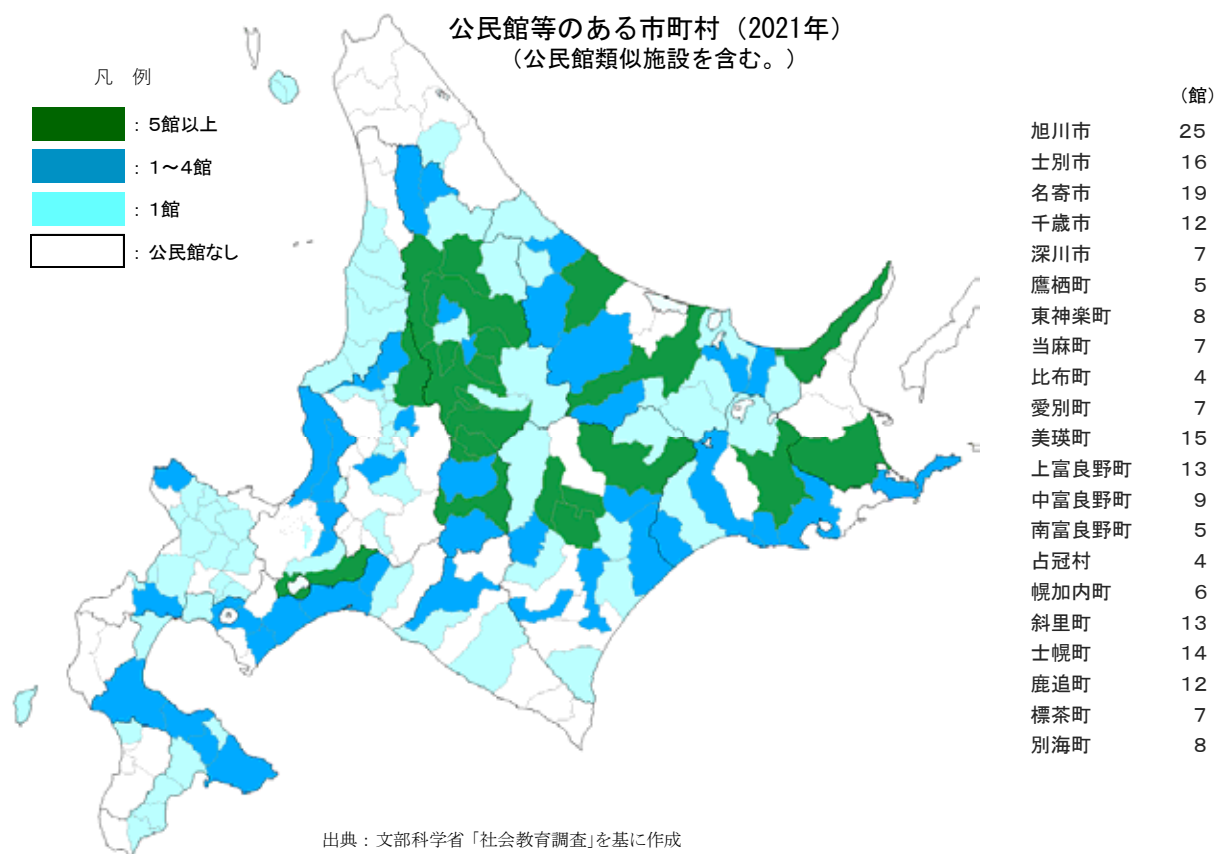 公民館等のある市町村（2021年）
（公民館類似施設を含む。）
凡　例
：5館以上
：1～4館
：1館
：公民館なし
（館）
旭川市 25
士別市 16
名寄市 19
千歳市 12
深川市 7
鷹栖町 5
東神楽町 8
当麻町 7
比布町 4
愛別町 7
美瑛町 15
上富良野町 13
中富良野町 9
南富良野町 5
占冠村 4
幌加内町 6
斜里町 13
士幌町 14
鹿追町 12
標茶町 7
別海町 8
出典：文部科学省「社会教育調査」を基に作成